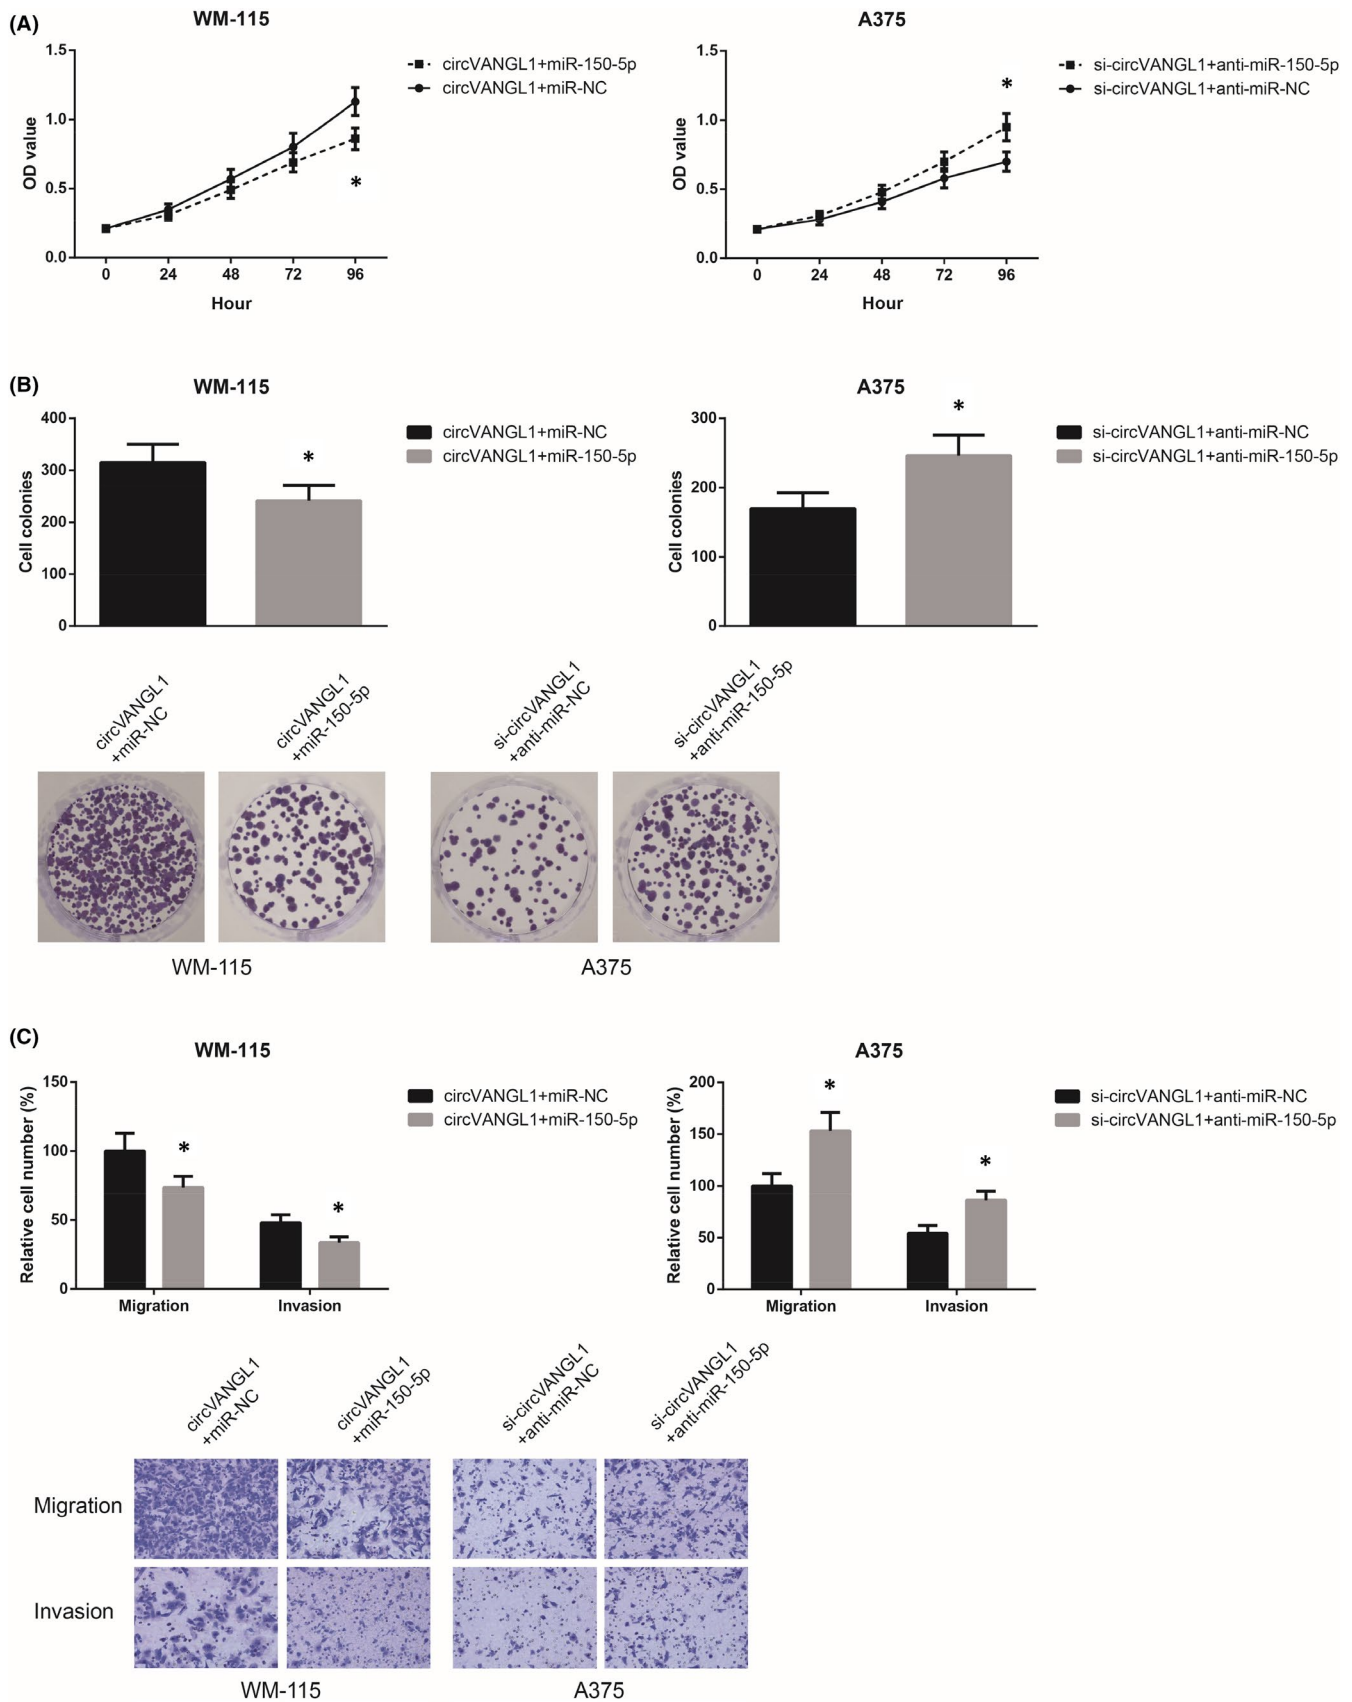 (A)
WM-115
1.5
1.0
0.5
0.0
OD value
0 24 48 72 96
Hour
circVANGL1+miR-150-5p
circVANGL1+miR-NC
*
A375
1.5
1.0
0.5
0.0
OD value
0 24 48 72 96
Hour
si-circVANGL1+anti-miR-150-5p
si-circVANGL1+anti-miR-NC
*
(B)
WM-115
400
300
200
100
0
Cell colonies
*
circVANGL1+miR-NC
circVANGL1+miR-150-5p
A375
300
200
100
0
Cell colonies
*
si-circVANGL1+anti-miR-NC
si-circVANGL1+anti-miR-150-5p
circVANGL1
+miR-NC
circVANGL1
+miR-150-5p
si-circVANGL1
+anti-miR-NC
si-circVANGL1
+anti-miR-150-5p
WM-115
A375
(C)
WM-115
150
100
50
0
Relative cell number (%)
*
*
Migration Invasion
circVANGL1+miR-NC
circVANGL1+miR-150-5p
A375
200
150
100
50
0
Relative cell number (%)
*
*
Migration Invasion
si-circVANGL1+anti-miR-NC
si-circVANGL1+anti-miR-150-5p
circVANGL1
+miR-NC
circVANGL1
+miR-150-5p
si-circVANGL1
+anti-miR-NC
si-circVANGL1
+anti-miR-150-5p
Migration
Invasion
WM-115
A375